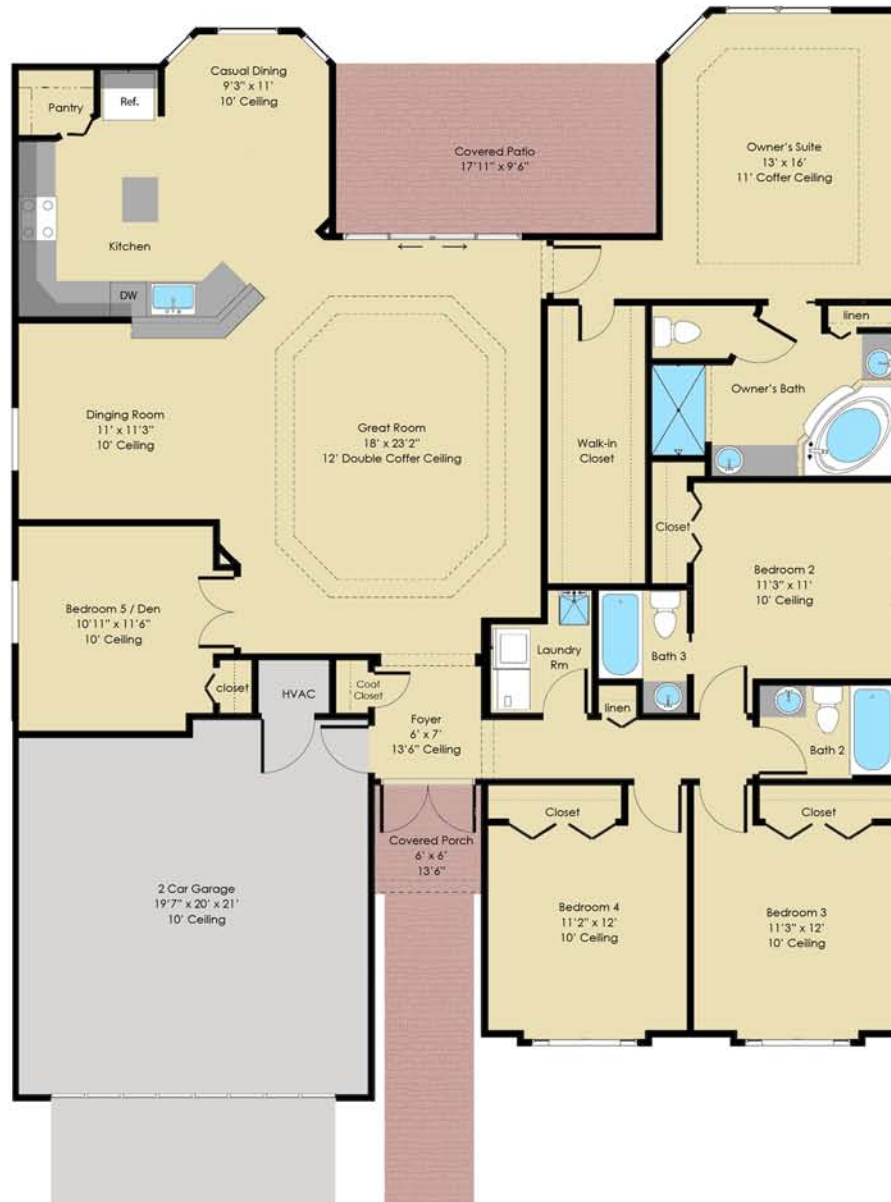 Casual Dining
9'3" x 11'
10' Ceiling
Pantry
Ref.
Covered Patio
17'11" x 9'6"
Owner's Suite
13' x 16'
11' Coffer Ceiling
Kitchen
DW
linen
Owner's Bath
Dinging Room
11' x 11'3"
10' Ceiling
Great Room
18' x 23'2"
12' Double Coffer Ceiling
Walk-in
Closet
Closet
Bedroom 2
11'3" x 11'
10' Ceiling
Bedroom 5 / Den
10'11" x 11'6"
10' Ceiling
Laundry
Rm
Bath 3
closet
HVAC
Coat
Closet
linen
Foyer
6' x 7'
13'6" Ceiling
Bath 2
Closet
Closet
Covered Porch
6' x 6'
13'6"
2 Car Garage
19'7" x 20' x 21'
10' Ceiling
Bedroom 4
11'2" x 12'
10' Ceiling
Bedroom 3
11'3" x 12'
10' Ceiling